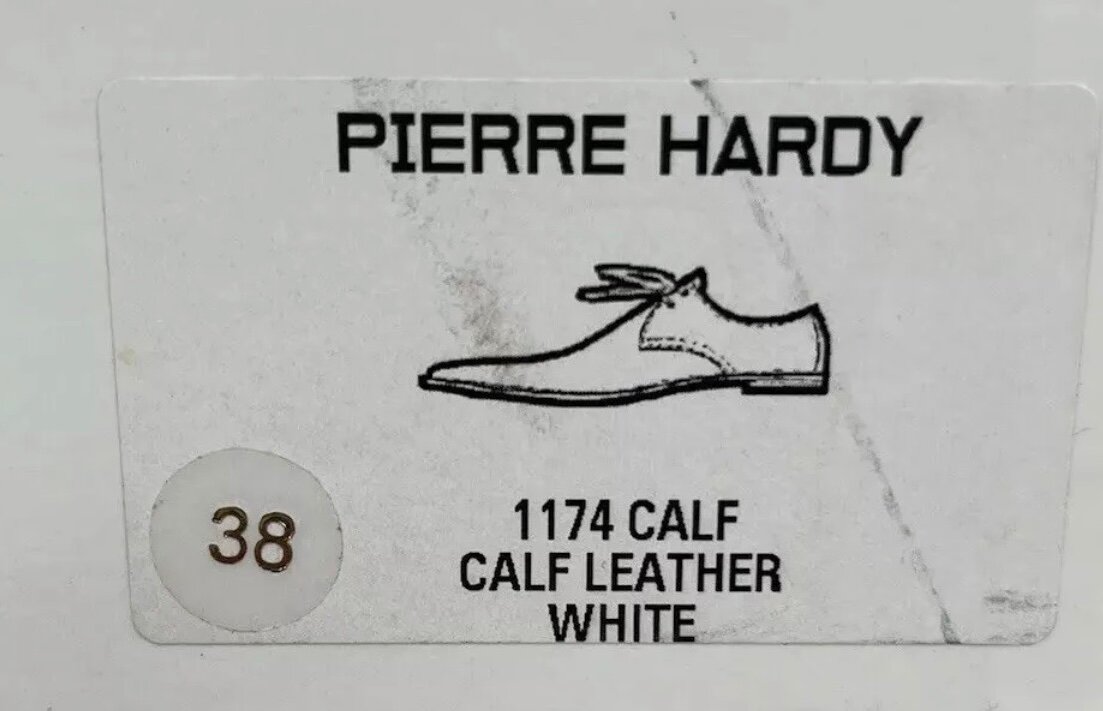 PIERRE HARDY
38
1174 CALF
CALF LEATHER
WHITE